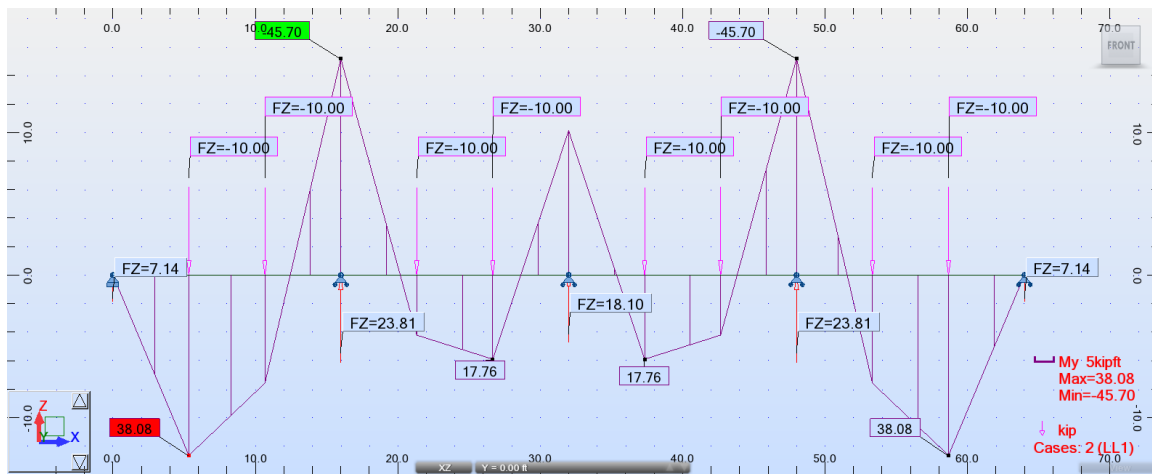 0.0 10.0 20.0 30.0 40.0 50.0 60.0 70.0
-45.70 -45.70
FRONT
FZ=-10.00 FZ=-10.00 FZ=-10.00 FZ=-10.00
10.0 10.0
FZ=-10.00 FZ=-10.00 FZ=-10.00 FZ=-10.00
0.0 FZ=7.14 FZ=7.14 0.0
FZ=18.10
FZ=23.81 FZ=23.81
17.76 17.76
My 5kipft
Max=38.08
Min=-45.70
-10.0 -10.0
38.08 38.08
kip
Cases: 2 (LL1)
Z
Y X
0.0 10.0 20.0 30.0 40.0 50.0 60.0 70.0
XZ Y = 0.00 ft